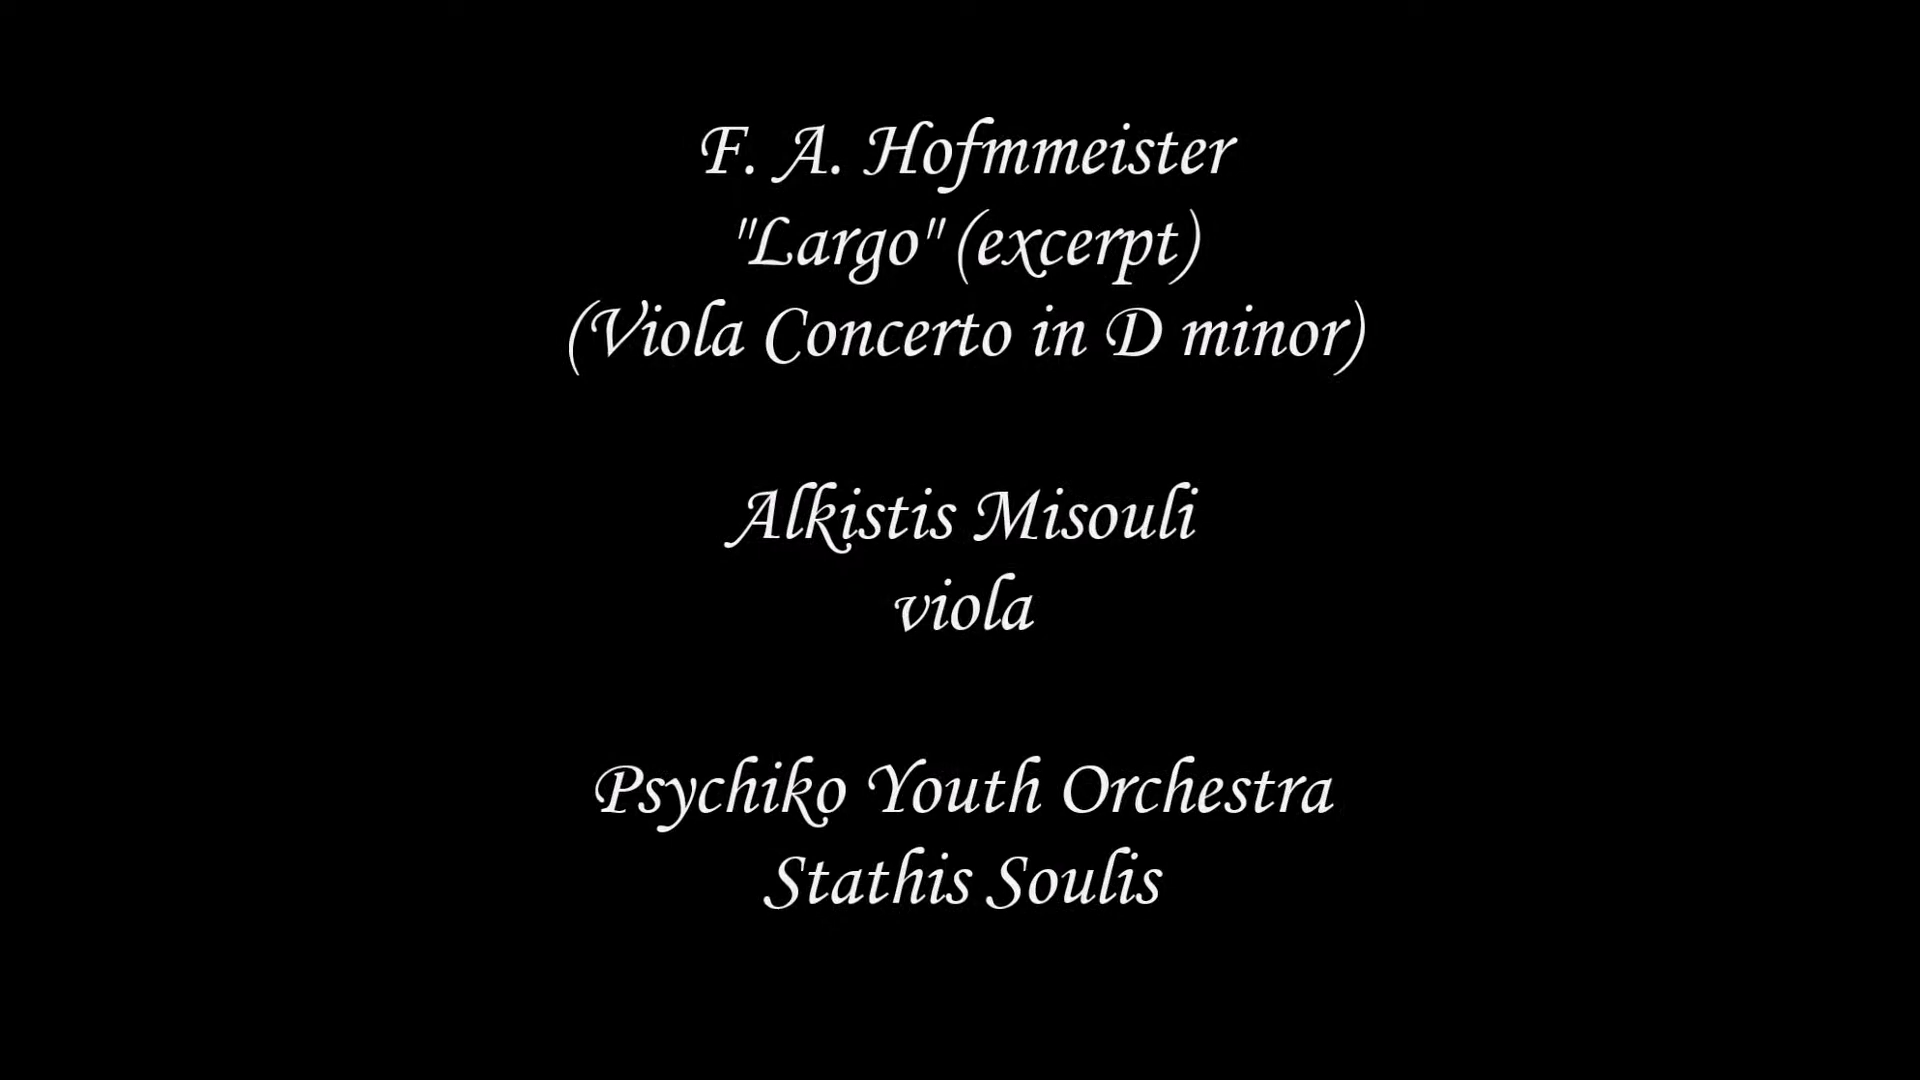 F. A. Hofmmeister
"Largo" (excerpt)
(Viola Concerto in D minor)
Alkistis Misouli
viola
Psychiko Youth Orchestra
Stathis Soulis